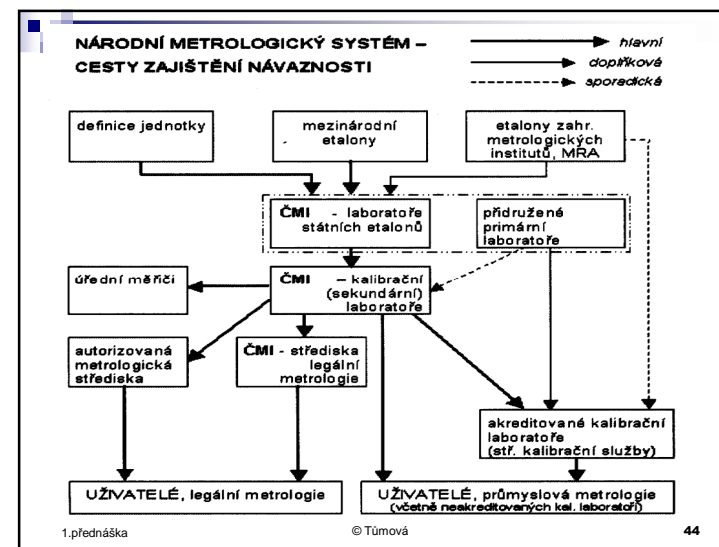 NÁRODNÍ METROLOGICKÝ SYSTÉM –
CESTY ZAJIŠTĚNÍ NÁVAZNOSTI
hlavní
doplňkové
sporadické
definice jednotky
mezinárodní
etalony
etalony zahr.
metrologických
institutů, MRA
ČMI - laboratoře
státních etalonů
přidružené
primární
laboratoře
úřední měřiči
ČMI – kalibrační
(sekundární)
laboratoře
autorizovaná
metrologická
střediska
ČMI - střediska
legální
metrologie
akreditované kalibrační
laboratoře
(stř. kalibrační služby)
UŽIVATELÉ, legální metrologie
UŽIVATELÉ, průmyslová metrologie
(včetně neakreditovaných kal. laboratoří)
1.přednáška
© Tůmová
44